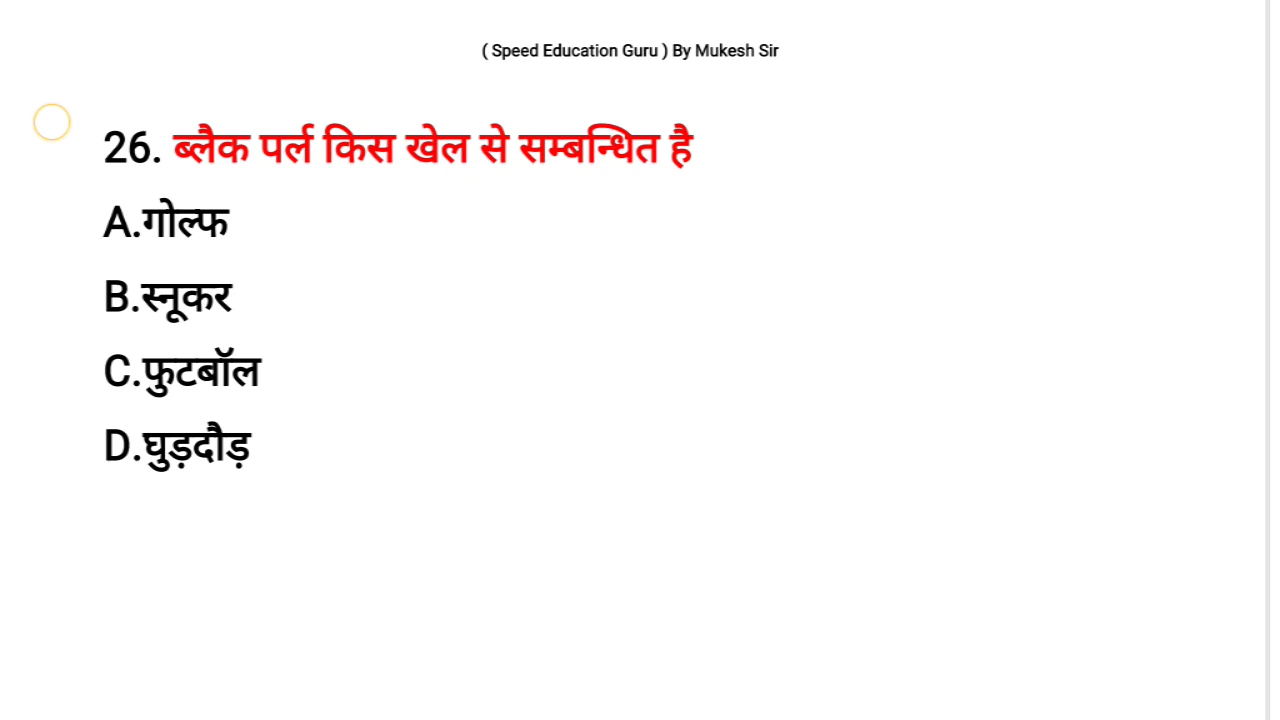 ( Speed Education Guru ) By Mukesh Sir
26. ब्लैक पर्ल किस खेल से सम्बन्धित है
A.गोल्फ
B.स्नूकर
C.फुटबॉल
D.घुड़दौड़